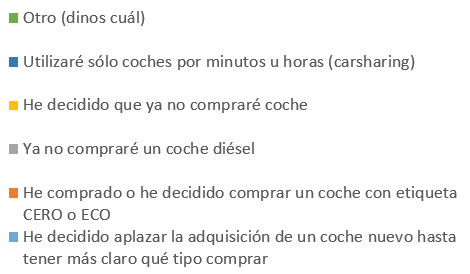 Otro (dinos cuál)
Utilizaré sólo coches por minutos u horas (carsharing)
He decidido que ya no compraré coche
Ya no compraré un coche diésel
He comprado o he decidido comprar un coche con etiqueta
CERO o ECO
He decidido aplazar la adquisición de un coche nuevo hasta
tener más claro qué tipo comprar